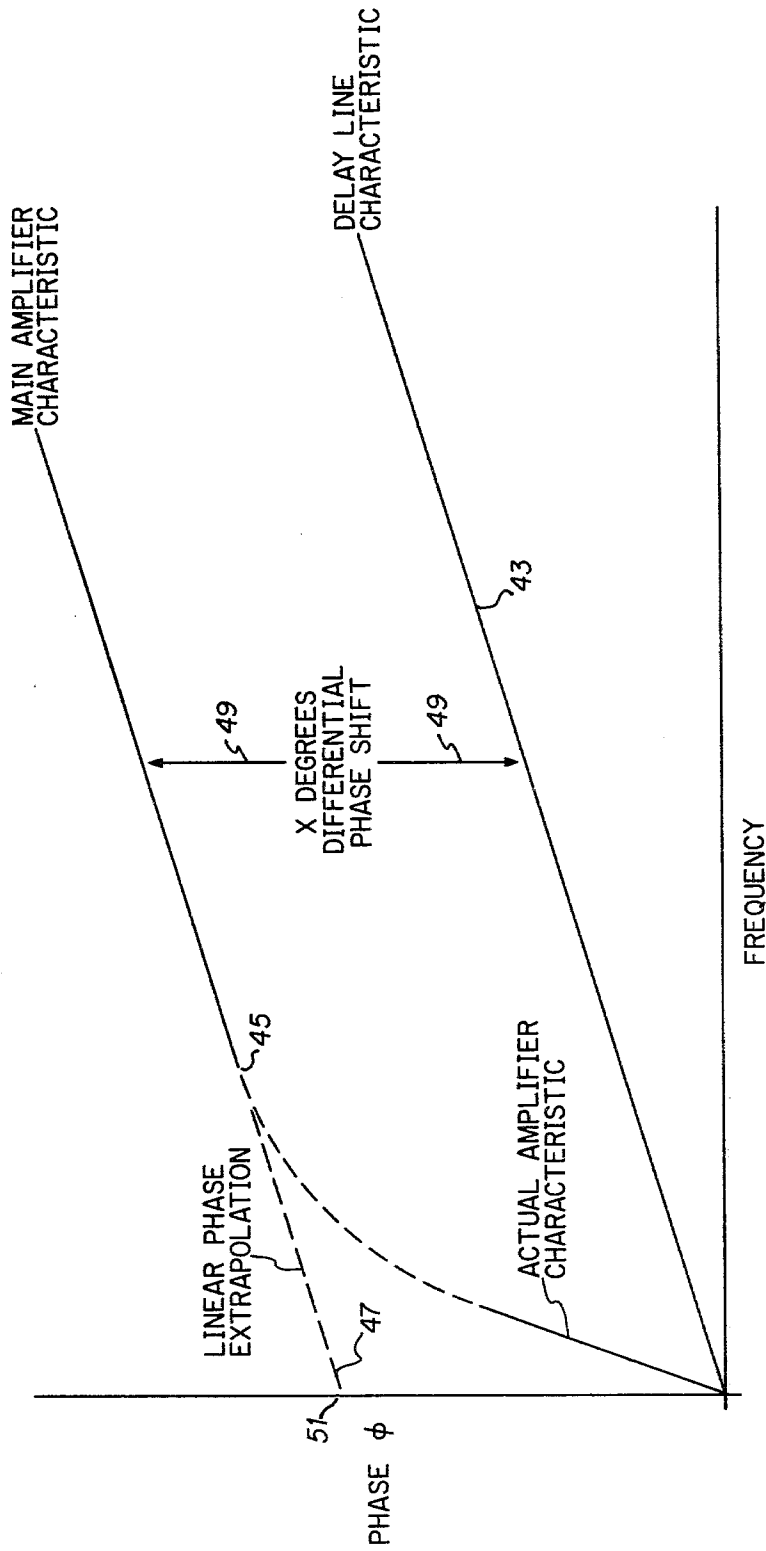 MAIN AMPLIFIER
CHARACTERISTIC
DELAY LINE
CHARACTERISTIC
49
X DEGREES
DIFFERENTIAL
PHASE SHIFT
49
43
45
LINEAR PHASE
EXTRAPOLATION
47
51
PHASE ϕ
ACTUAL AMPLIFIER
CHARACTERISTIC
FREQUENCY